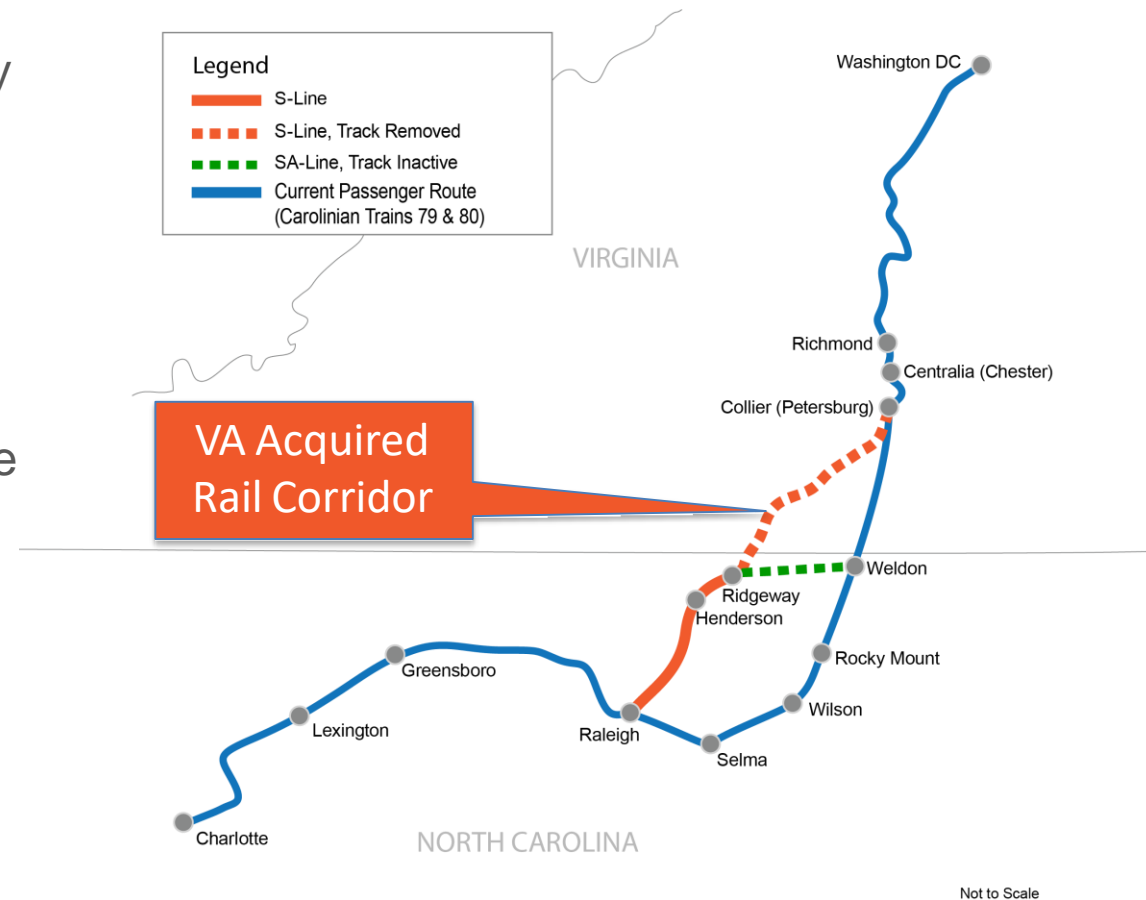 Legend
S-Line
S-Line, Track Removed
SA-Line, Track Inactive
Current Passenger Route
(Carolinian Trains 79 & 80)
Washington DC
VIRGINIA
Richmond
Centralia (Chester)
Collier (Petersburg)
VA Acquired
Rail Corridor
Weldon
Ridgeway
Henderson
Rocky Mount
Greensboro
Wilson
Lexington
Raleigh
Selma
Charlotte
NORTH CAROLINA
Not to Scale